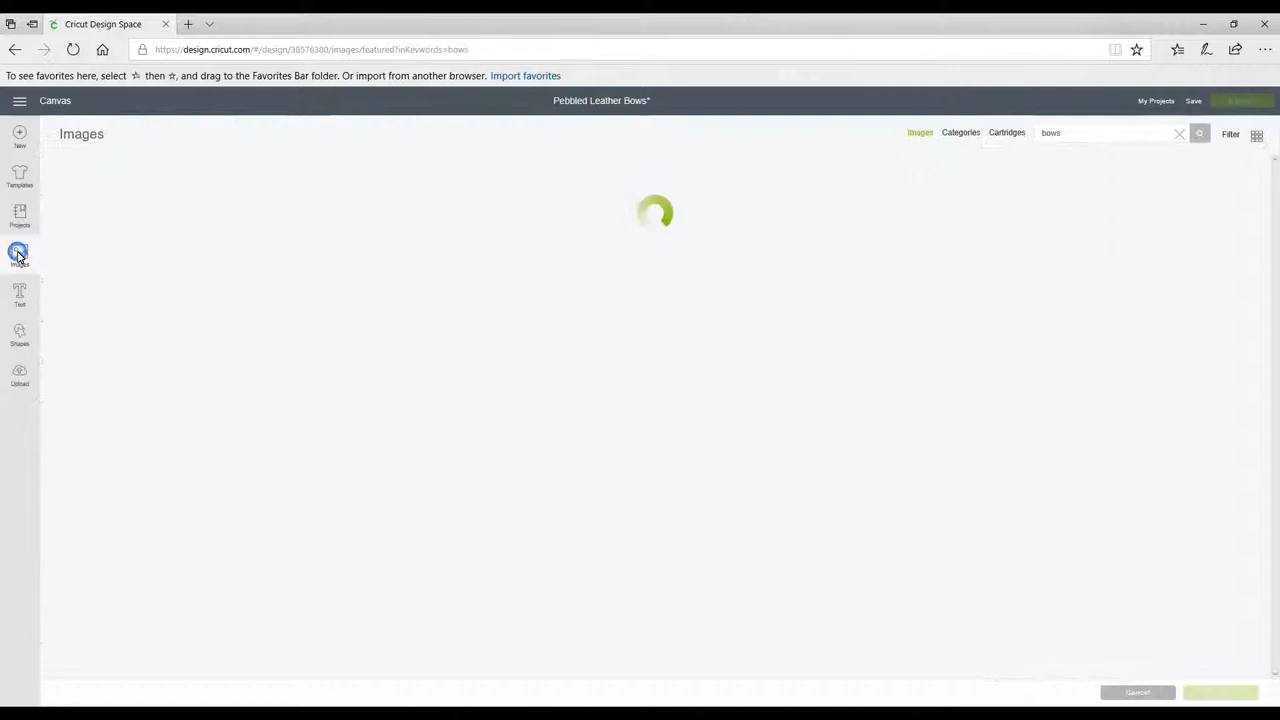 Cricut Design Space
https://design.cricut.com/#/design/38576380/images/featured?inKeywords=bows
To see favorites here, select ☆ then ☆, and drag to the Favorites Bar folder. Or import from another browser. Import favorites
Canvas
Pebbled Leather Bows*
My Projects
Save
New
Images
Images
Categories
Cartridges
bows
Filter
Templates
Projects
Images
Text
Shapes
Upload
Cancel